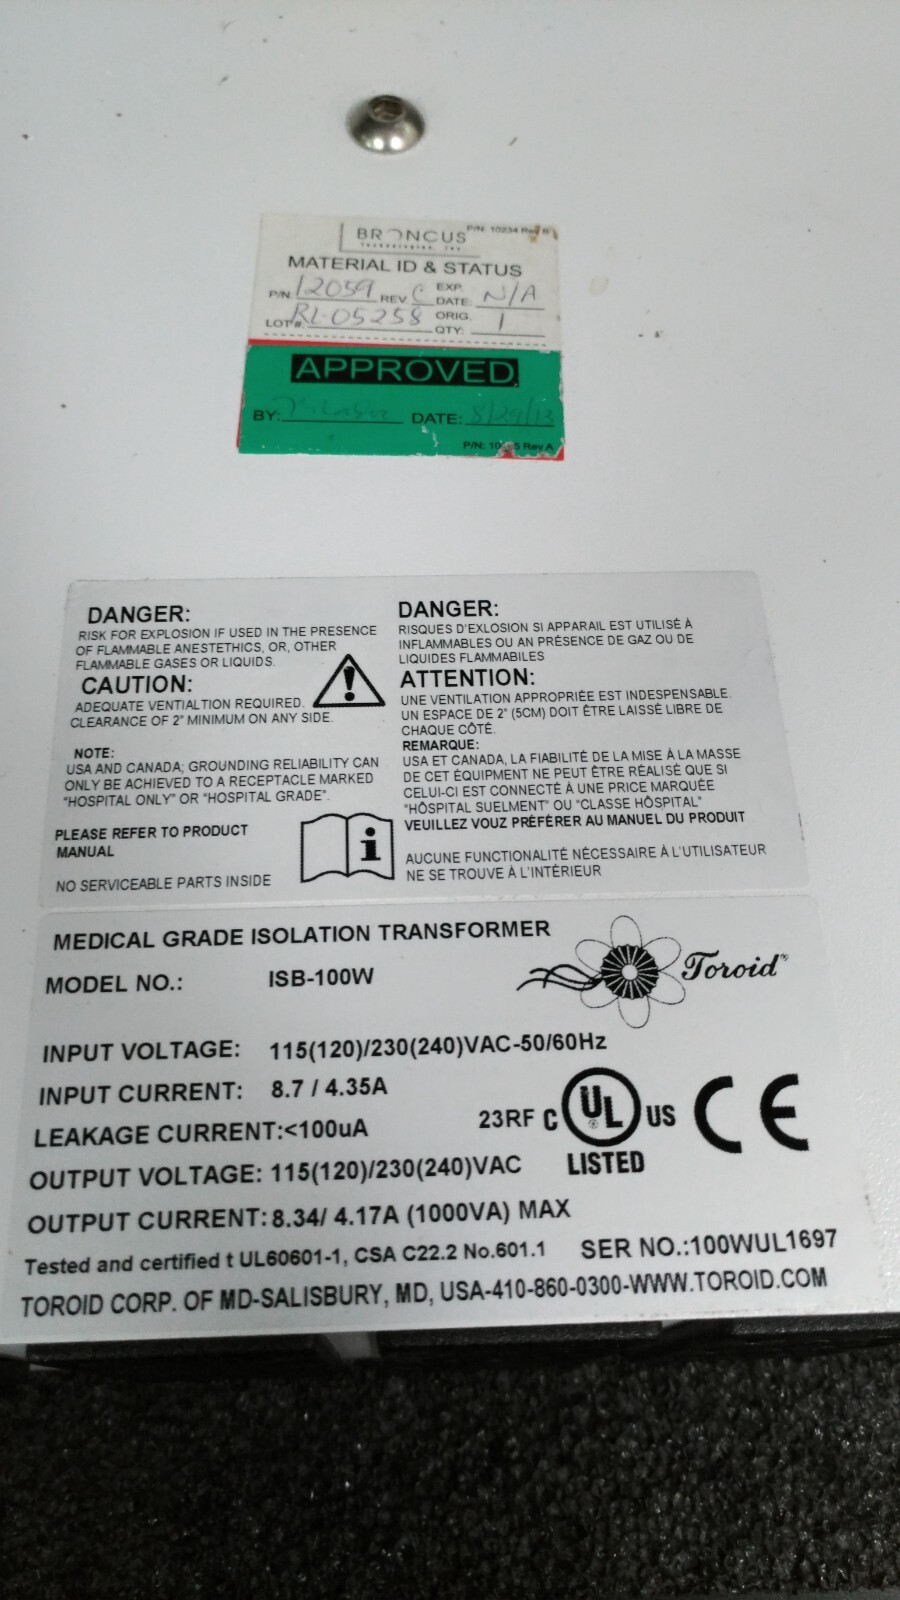 BRONCUS
Technologies, Inc.
P/N: 10234 Rev B
MATERIAL ID & STATUS
P/N 12059 REV C EXP. DATE: N/A
LOT#: RL-05258 ORIG. QTY: 1
APPROVED
BY: DATE: 8/29/13
P/N: Rev A
DANGER:
RISK FOR EXPLOSION IF USED IN THE PRESENCE
OF FLAMMABLE ANESTETHICS, OR, OTHER
FLAMMABLE GASES OR LIQUIDS.
CAUTION:
ADEQUATE VENTIALTION REQUIRED.
CLEARANCE OF 2" MINIMUM ON ANY SIDE.
NOTE:
USA AND CANADA; GROUNDING RELIABILITY CAN
ONLY BE ACHIEVED TO A RECEPTACLE MARKED
"HOSPITAL ONLY" OR "HOSPITAL GRADE".
PLEASE REFER TO PRODUCT
MANUAL
NO SERVICEABLE PARTS INSIDE
DANGER:
RISQUES D'EXLOSION SI APPARAIL EST UTILISÉ À
INFLAMMABLES OU AN PRÉSENCE DE GAZ OU DE
LIQUIDES FLAMMABILES
ATTENTION:
UNE VENTILATION APPROPRIÉE EST INDESPENSABLE.
UN ESPACE DE 2" (5CM) DOIT ÊTRE LAISSÉ LIBRE DE
CHAQUE CÔTÉ.
REMARQUE:
USA ET CANADA, LA FIABILITÉ DE LA MISE À LA MASSE
DE CET ÉQUIPMENT NE PEUT ÊTRE RÉALISÉ QUE SI
CELUI-CI EST CONNECTÉ À UNE PRICE MARQUÉE
"HÔSPITAL SUELMENT" OU "CLASSE HÔSPITAL"
VEUILLEZ VOUZ PRÉFÉRER AU MANUEL DU PRODUIT
AUCUNE FUNCTIONALITÉ NÉCESSAIRE À L'UTILISATEUR
NE SE TROUVE À L'INTÉRIEUR
MEDICAL GRADE ISOLATION TRANSFORMER
MODEL NO.: ISB-100W
Toroid®
INPUT VOLTAGE: 115(120)/230(240)VAC-50/60Hz
INPUT CURRENT: 8.7 / 4.35A
LEAKAGE CURRENT:<100uA
23RF C UL US CE
LISTED
OUTPUT VOLTAGE: 115(120)/230(240)VAC
OUTPUT CURRENT: 8.34/ 4.17A (1000VA) MAX
Tested and certified t UL60601-1, CSA C22.2 No.601.1 SER NO.:100WUL1697
TOROID CORP. OF MD-SALISBURY, MD, USA-410-860-0300-WWW.TOROID.COM